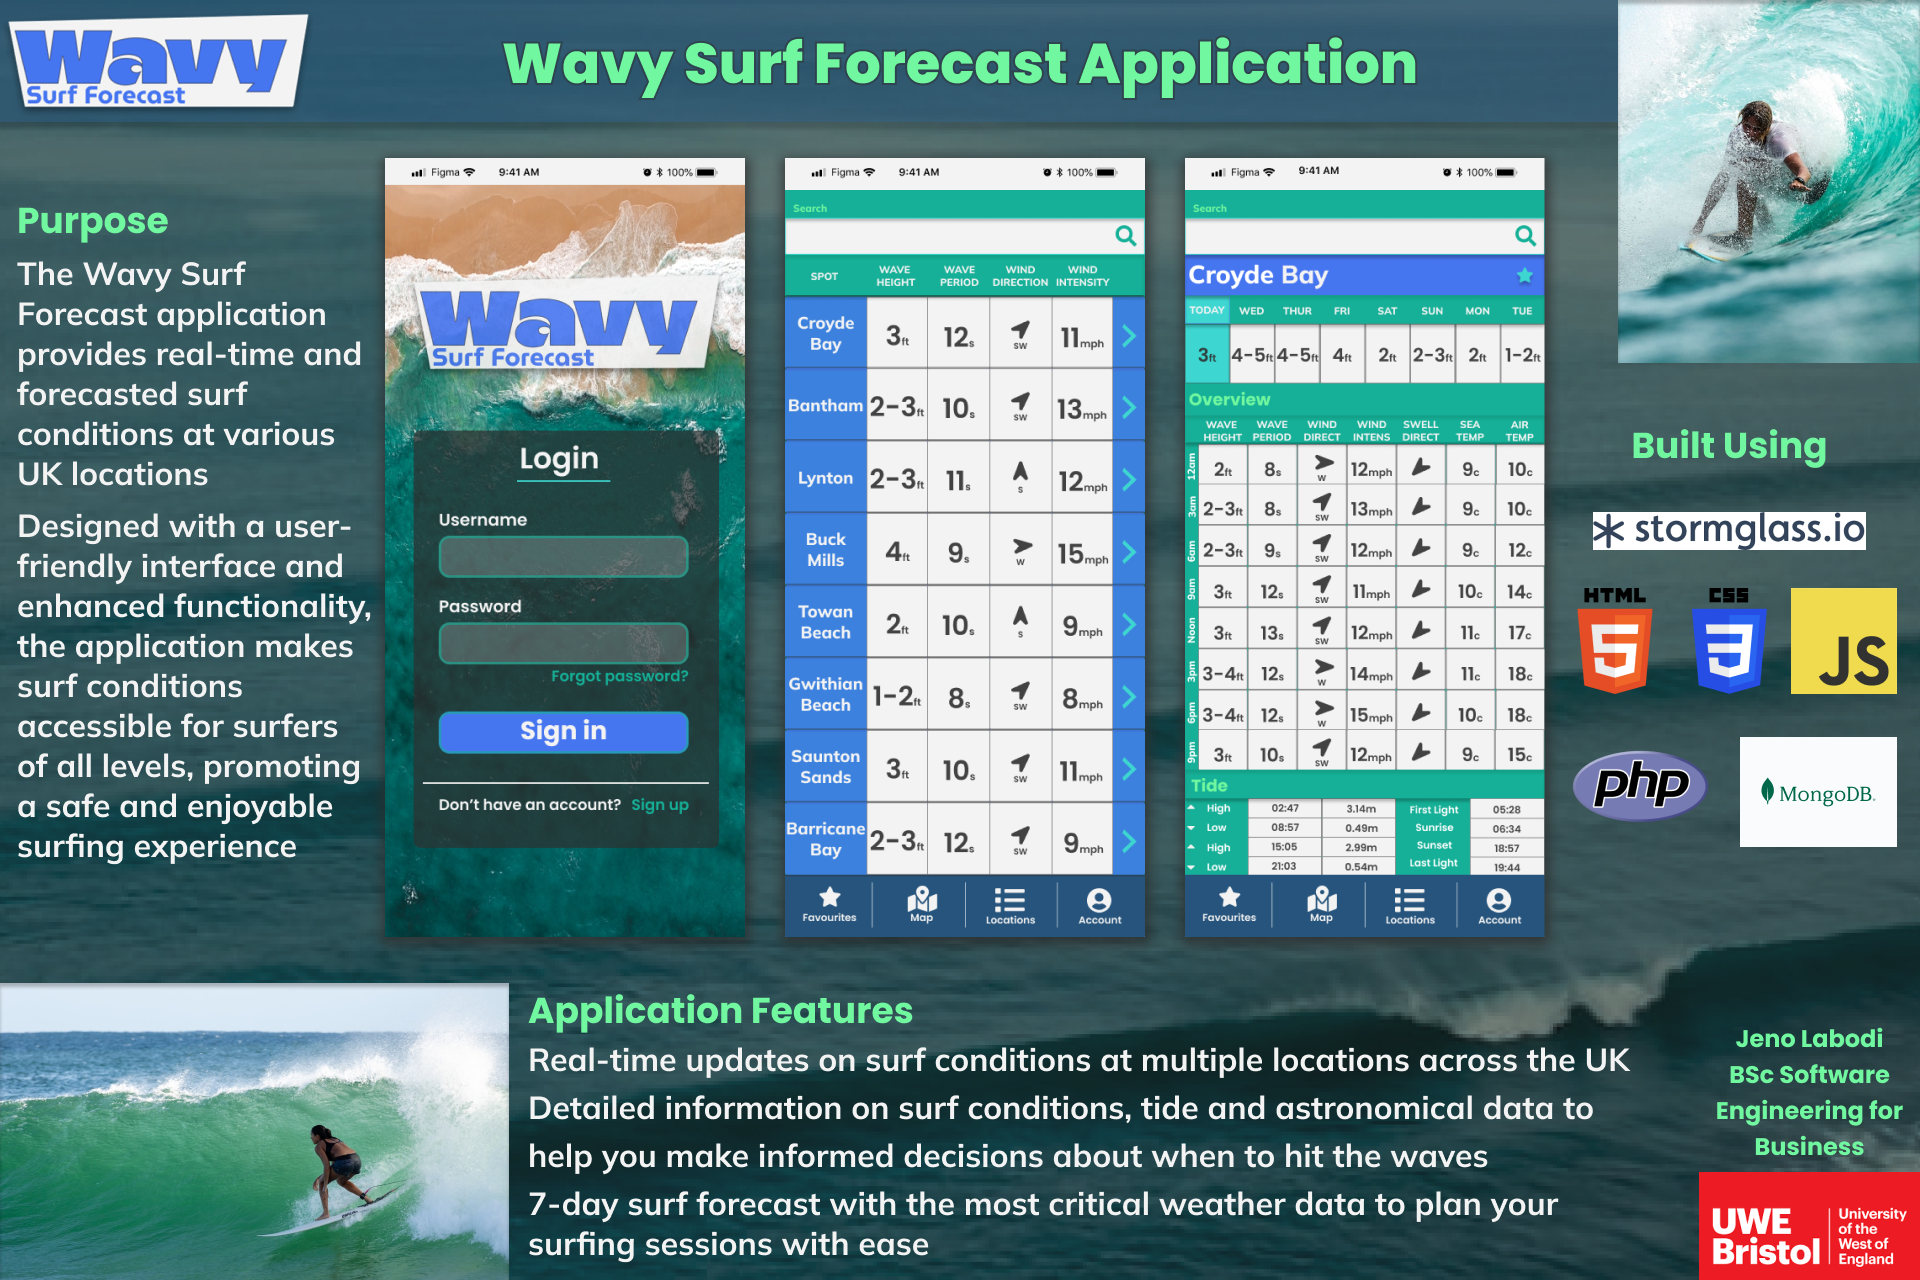 Wavy
Surf Forecast
Wavy Surf Forecast Application
Purpose
The Wavy Surf
Forecast application
provides real-time and
forecasted surf
conditions at various
UK locations
Designed with a user-
friendly interface and
enhanced functionality,
the application makes
surf conditions
accessible for surfers
of all levels, promoting
a safe and enjoyable
surfing experience
Figma 9:41 AM 100%
Wavy
Surf Forecast
Login
Username
Password
Forgot password?
Sign in
Don't have an account? Sign up
Figma 9:41 AM 100%
Search
SPOT WAVE HEIGHT WAVE PERIOD WIND DIRECTION WIND INTENSITY
Croyde Bay 3ft 12s SW 11mph
Bantham 2-3ft 10s SW 13mph
Lynton 2-3ft 11s S 12mph
Buck Mills 4ft 9s W 15mph
Towan Beach 2ft 10s S 9mph
Gwithian Beach 1-2ft 8s SW 8mph
Saunton Sands 3ft 10s SW 11mph
Barricane Bay 2-3ft 12s SW 9mph
Favourites Map Locations Account
Figma 9:41 AM 100%
Search
Croyde Bay
TODAY WED THUR FRI SAT SUN MON TUE
3ft 4-5ft 4-5ft 4ft 2ft 2-3ft 2ft 1-2ft
Overview
WAVE HEIGHT WAVE PERIOD WIND DIRECT WIND INTENS SWELL DIRECT SEA TEMP AIR TEMP
12am 2ft 8s W 12mph 9c 10c
3am 2-3ft 8s SW 13mph 9c 10c
6am 2-3ft 9s SW 12mph 9c 12c
9am 3ft 12s SW 11mph 10c 14c
Noon 3ft 13s SW 12mph 11c 17c
3pm 3-4ft 12s W 14mph 11c 18c
6pm 3-4ft 12s W 15mph 10c 18c
9pm 3ft 10s SW 12mph 9c 15c
Tide
High 02:47 3.14m First Light 05:28
Low 08:57 0.49m Sunrise 06:34
High 15:05 2.99m Sunset 18:57
Low 21:03 0.54m Last Light 19:44
Favourites Map Locations Account
Built Using
stormglass.io
HTML 5 CSS 3 JS
php MongoDB.
Application Features
Real-time updates on surf conditions at multiple locations across the UK
Detailed information on surf conditions, tide and astronomical data to
help you make informed decisions about when to hit the waves
7-day surf forecast with the most critical weather data to plan your
surfing sessions with ease
Jeno Labodi
BSc Software
Engineering for
Business
UWE Bristol
University
of the
West of
England